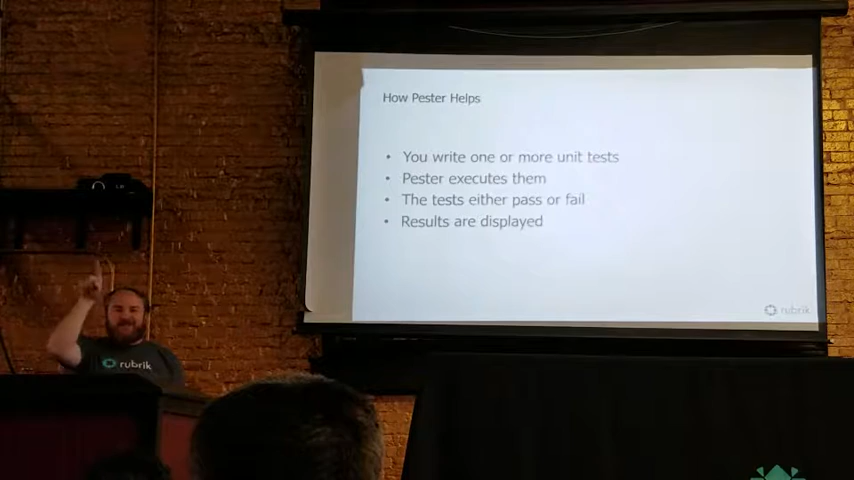 How Pester Helps
• You write one or more unit tests
• Pester executes them
• The tests either pass or fail
• Results are displayed
rubrik
rubrik